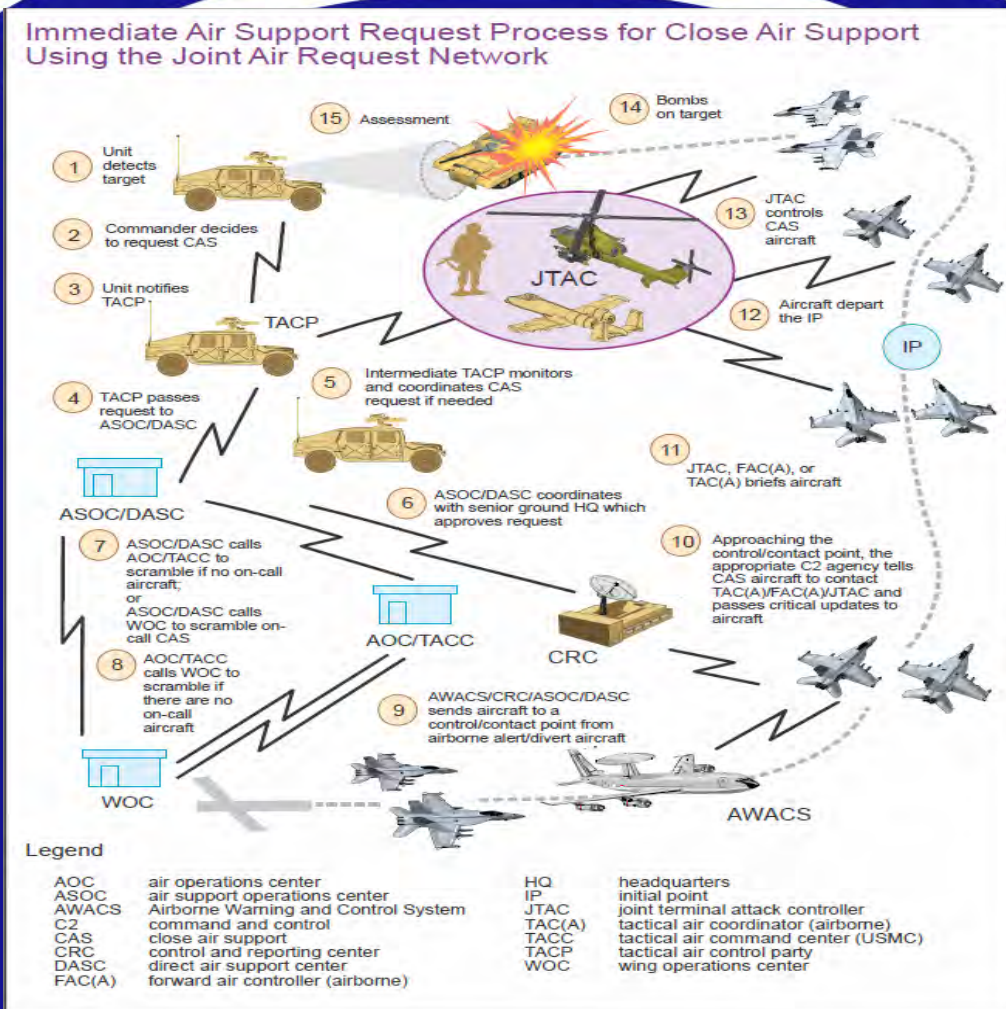 Immediate Air Support Request Process for Close Air Support
Using the Joint Air Request Network
1
Unit
detects
target
2
Commander decides
to request CAS
3
Unit notifies
TACP
TACP
4
TACP passes
request to
ASOC/DASC
5
Intermediate TACP monitors
and coordinates CAS
request if needed
ASOC/DASC
6
ASOC/DASC coordinates
with senior ground HQ which
approves request
7
ASOC/DASC calls
AOC/TACC to
scramble if no on-call
aircraft;
or
ASOC/DASC calls
WOC to scramble on-
call CAS
AOC/TACC
CRC
8
AOC/TACC
calls WOC to
scramble if
there are no
on-call
aircraft
WOC
9
AWACS/CRC/ASOC/DASC
sends aircraft to a
control/contact point from
airborne alert/divert aircraft
AWACS
10
Approaching the
control/contact point, the
appropriate C2 agency tells
CAS aircraft to contact
TAC(A)/FAC(A)/JTAC and
passes critical updates to
aircraft
11
JTAC, FAC(A), or
TAC(A) briefs aircraft
IP
12
Aircraft depart
the IP
13
JTAC
controls
CAS
aircraft
JTAC
14
Bombs
on target
15
Assessment
Legend
AOC air operations center
ASOC air support operations center
AWACS Airborne Warning and Control System
C2 command and control
CAS close air support
CRC control and reporting center
DASC direct air support center
FAC(A) forward air controller (airborne)
HQ headquarters
IP initial point
JTAC joint terminal attack controller
TAC(A) tactical air coordinator (airborne)
TACC tactical air command center (USMC)
TACP tactical air control party
WOC wing operations center